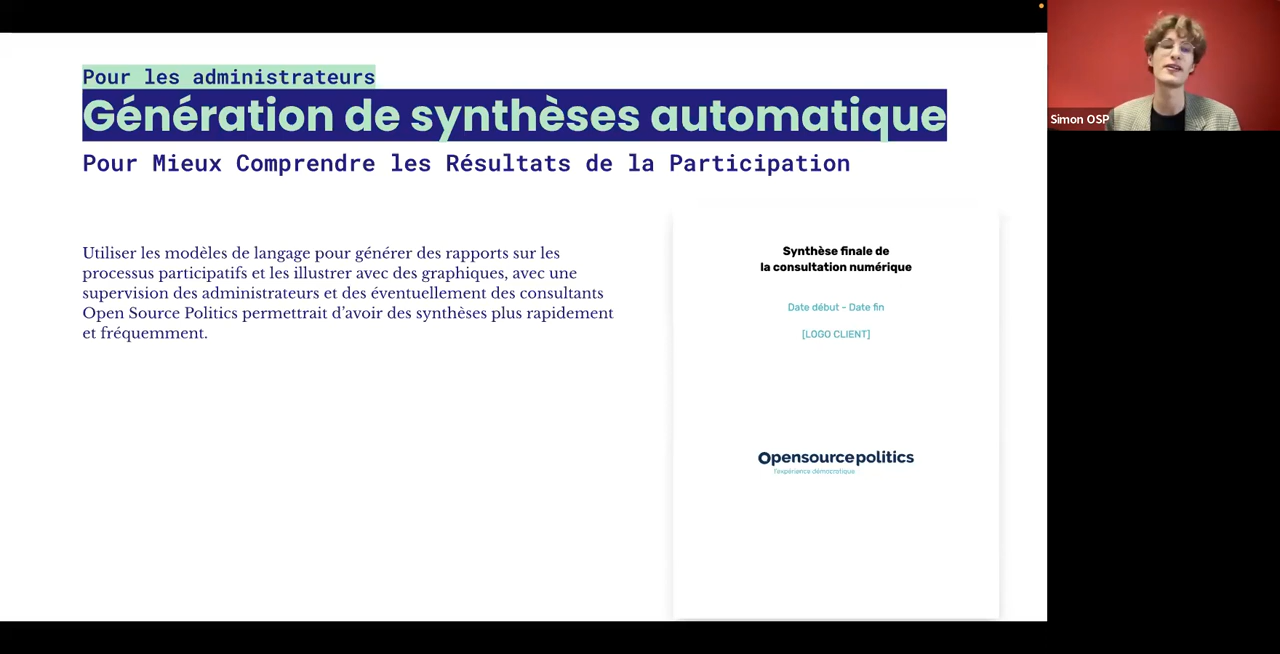 Pour les administrateurs
Génération de synthèses automatique
Pour Mieux Comprendre les Résultats de la Participation
Utiliser les modèles de langage pour générer des rapports sur les
processus participatifs et les illustrer avec des graphiques, avec une
supervision des administrateurs et des éventuellement des consultants
Open Source Politics permettrait d’avoir des synthèses plus rapidement
et fréquemment.
Synthèse finale de
la consultation numérique
Date début - Date fin
[LOGO CLIENT]
Opensourcepolitics
l'expérience démocratique
Simon OSP